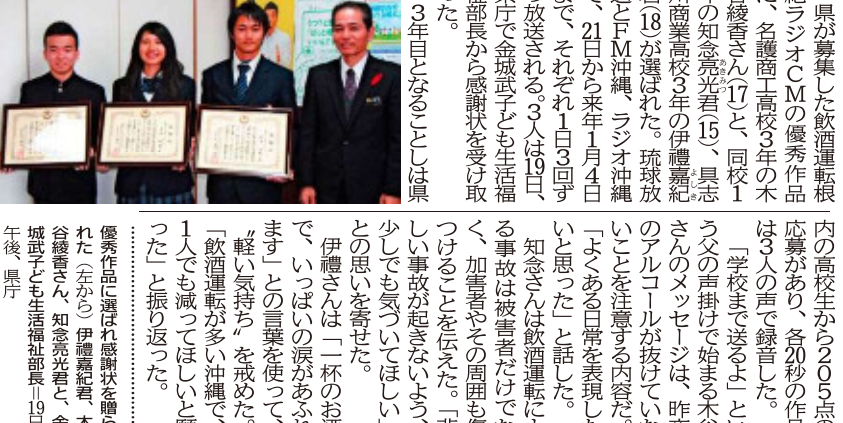 県が募集した飲酒運転根
絶ラジオCMの優秀作品
に、名護商工高校3年の木
谷綾香さん(17)と、同校1
年の知念亮光君(15)、具志
川商業高校3年の伊禮嘉紀
君(18)が選ばれた。琉球放
送とFM沖縄、ラジオ沖縄
で、21日から来年1月4日
まで、それぞれ1日3回ず
つ放送される。3人は19日、
県庁で金城武子ども生活福
祉部長から感謝状を受け取
った。
3年目となることしは県
内の高校生から205点の
応募があり、各20秒の作品
は3人の声で録音した。
「学校まで送るよ」とい
う父の声掛けで始まる木谷
さんのメッセージは、昨夜
のアルコールが抜けていな
いことを注意する内容だ。
「よくある日常を表現した
いと思った」と話した。
知念さんは飲酒運転によ
る事故は被害者だけでな
く、加害者やその周囲も傷
つけることを伝えた。「悲
しい事故が起きないよう、
少しでも気づいてほしい」
との思いを寄せた。
伊禮さんは「一杯のお酒
で、いっぱいの涙があふれ
ます」との言葉を使って、
〝軽い気持ち〟を戒めた。
「飲酒運転が多い沖縄で、
1人でも減ってほしいと願
った」と振り返った。
優秀作品に選ばれ感謝状を贈ら
れた（左から）伊禮嘉紀君、木
谷綾香さん、知念亮光君と、金
城武子ども生活福祉部長＝19日
午後、県庁